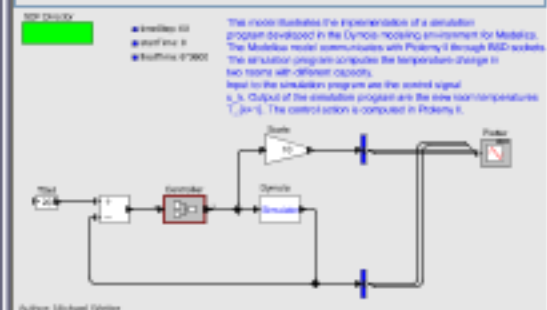 SDF Director
timeStep: 60
startTime: 0
This model illustrates the implementation of a simulation
program developed in the Dymola modeling environment for Modelica.
The Modelica model communicates with Ptolemy II through BSD sockets.
The simulation program computes the temperature change in
two rooms with different capacity.
Input to the simulation program are the control signal
Output of the simulation program are the new room temperatures
The control action is computed in Ptolemy II.
Scale
Plotter
Controller
Dymola
Simulator
Author: Michael Wetter